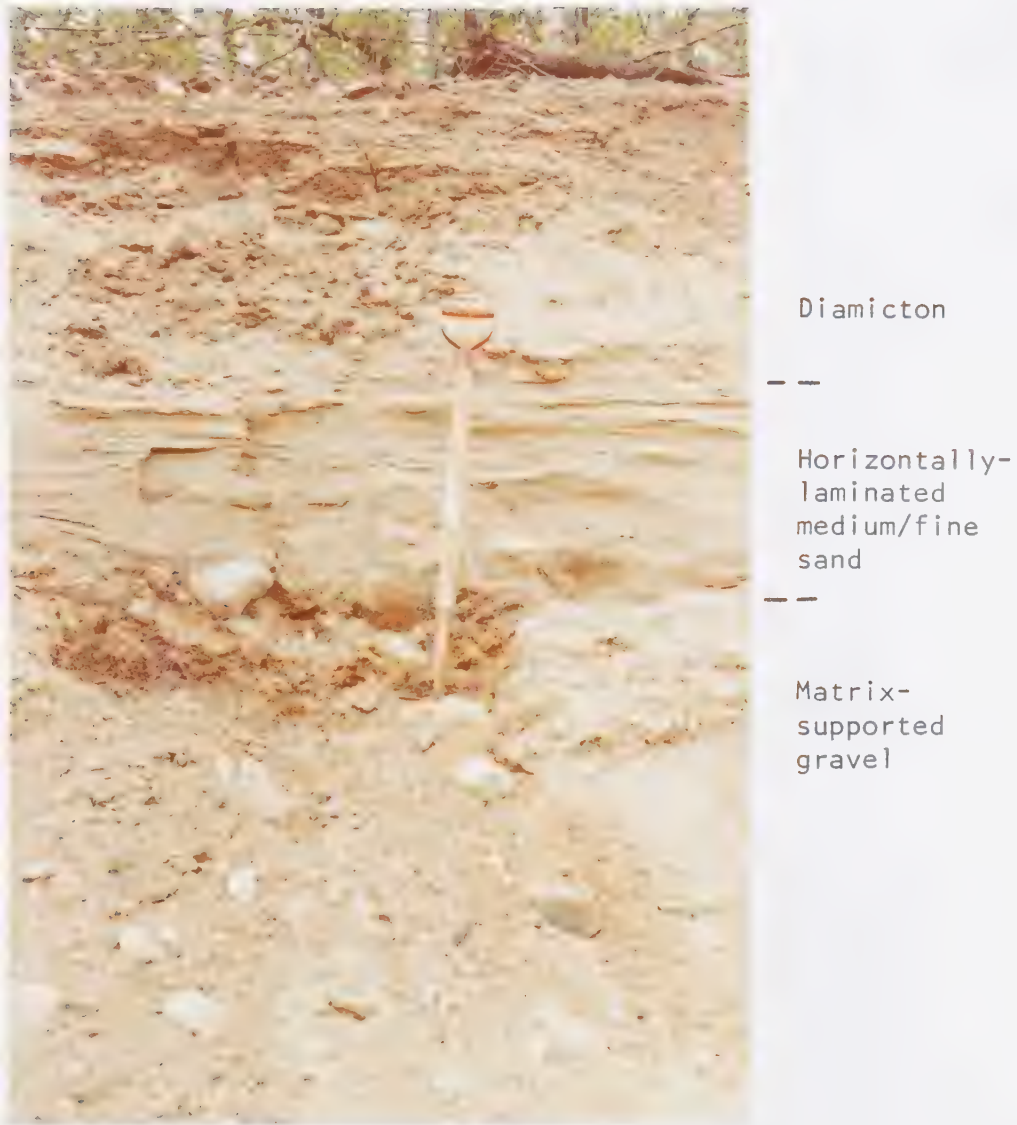 Diamicton
Horizontally-
laminated
medium/fine
sand
Matrix-
supported
gravel